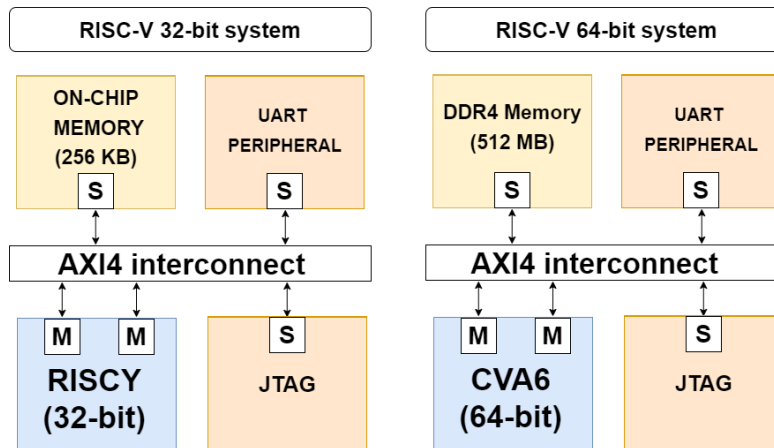 RISC-V 32-bit system
ON-CHIP
MEMORY
(256 KB)
S
UART
PERIPHERAL
S
AXI4 interconnect
M
M
RISCY
(32-bit)
S
JTAG
RISC-V 64-bit system
DDR4 Memory
(512 MB)
S
UART
PERIPHERAL
S
AXI4 interconnect
M
M
CVA6
(64-bit)
S
JTAG